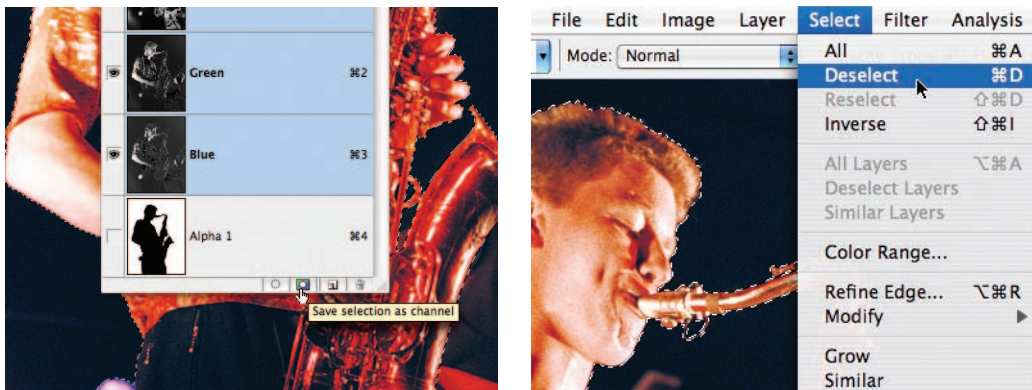 Green ⌘2
Blue ⌘3
Alpha 1 ⌘4
Save selection as channel
File Edit Image Layer Select Filter Analysis
Mode: Normal
All ⌘A
Deselect ⌘D
Reselect ⇧⌘D
Inverse ⇧⌘I
All Layers ⌥⌘A
Deselect Layers
Similar Layers
Color Range...
Refine Edge... ⌥⌘R
Modify
Grow
Similar